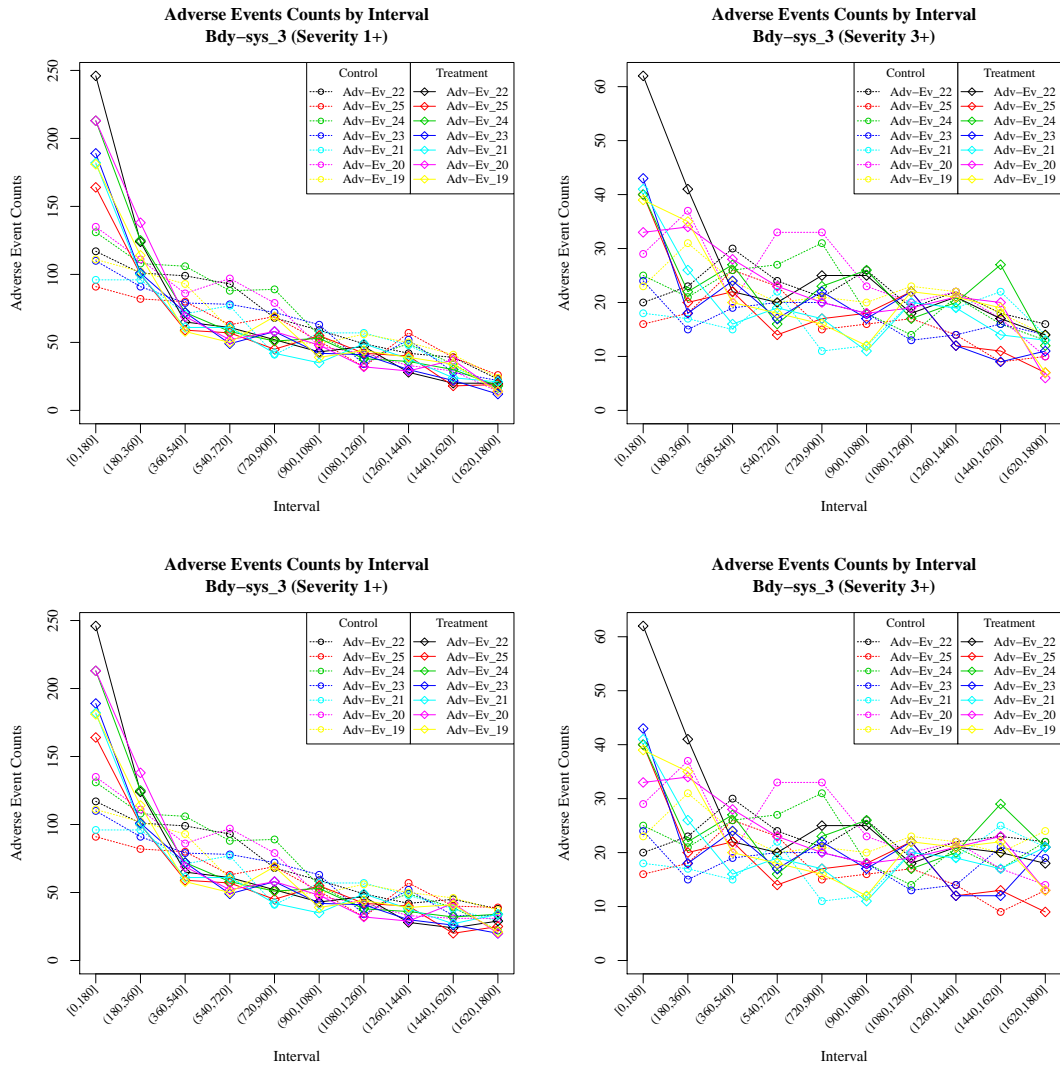 Adverse Events Counts by Interval
Bdy−sys_3 (Severity 1+)
Adverse Event Counts
0
50
100
150
200
250
Control
Treatment
Adv−Ev_22
Adv−Ev_22
Adv−Ev_25
Adv−Ev_25
Adv−Ev_24
Adv−Ev_24
Adv−Ev_23
Adv−Ev_23
Adv−Ev_21
Adv−Ev_21
Adv−Ev_20
Adv−Ev_20
Adv−Ev_19
Adv−Ev_19
[0,180]
(180,360]
(360,540]
(540,720]
(720,900]
(900,1080]
(1080,1260]
(1260,1440]
(1440,1620]
(1620,1800]
Interval
Adverse Events Counts by Interval
Bdy−sys_3 (Severity 3+)
Adverse Event Counts
0
10
20
30
40
50
60
Control
Treatment
Adv−Ev_22
Adv−Ev_22
Adv−Ev_25
Adv−Ev_25
Adv−Ev_24
Adv−Ev_24
Adv−Ev_23
Adv−Ev_23
Adv−Ev_21
Adv−Ev_21
Adv−Ev_20
Adv−Ev_20
Adv−Ev_19
Adv−Ev_19
[0,180]
(180,360]
(360,540]
(540,720]
(720,900]
(900,1080]
(1080,1260]
(1260,1440]
(1440,1620]
(1620,1800]
Interval
Adverse Events Counts by Interval
Bdy−sys_3 (Severity 1+)
Adverse Event Counts
0
50
100
150
200
250
Control
Treatment
Adv−Ev_22
Adv−Ev_22
Adv−Ev_25
Adv−Ev_25
Adv−Ev_24
Adv−Ev_24
Adv−Ev_23
Adv−Ev_23
Adv−Ev_21
Adv−Ev_21
Adv−Ev_20
Adv−Ev_20
Adv−Ev_19
Adv−Ev_19
[0,180]
(180,360]
(360,540]
(540,720]
(720,900]
(900,1080]
(1080,1260]
(1260,1440]
(1440,1620]
(1620,1800]
Interval
Adverse Events Counts by Interval
Bdy−sys_3 (Severity 3+)
Adverse Event Counts
0
10
20
30
40
50
60
Control
Treatment
Adv−Ev_22
Adv−Ev_22
Adv−Ev_25
Adv−Ev_25
Adv−Ev_24
Adv−Ev_24
Adv−Ev_23
Adv−Ev_23
Adv−Ev_21
Adv−Ev_21
Adv−Ev_20
Adv−Ev_20
Adv−Ev_19
Adv−Ev_19
[0,180]
(180,360]
(360,540]
(540,720]
(720,900]
(900,1080]
(1080,1260]
(1260,1440]
(1440,1620]
(1620,1800]
Interval